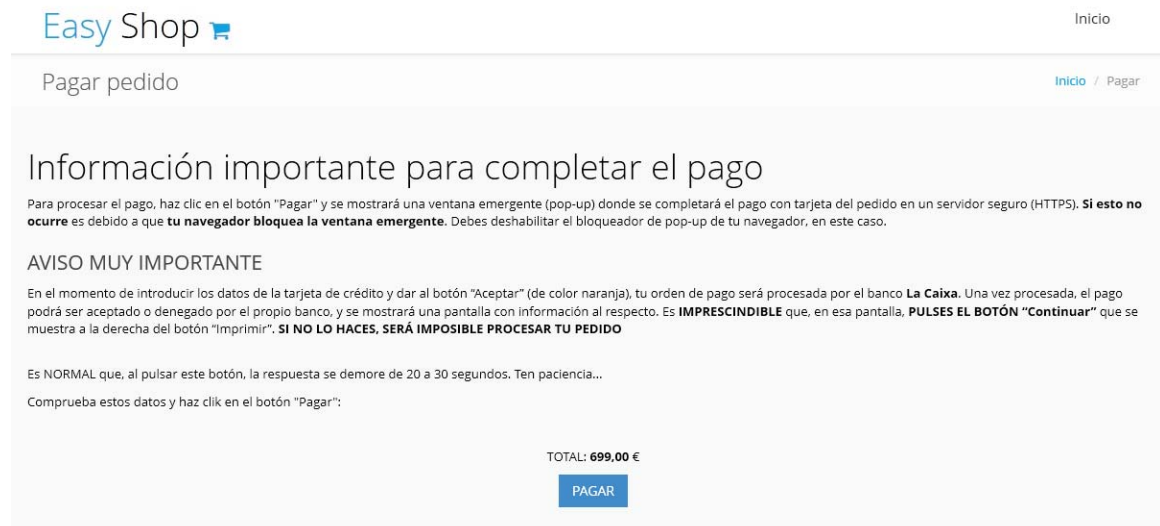 Easy Shop
Inicio
Pagar pedido
Inicio / Pagar
Información importante para completar el pago
Para procesar el pago, haz clic en el botón "Pagar" y se mostrará una ventana emergente (pop-up) donde se completará el pago con tarjeta del pedido en un servidor seguro (HTTPS). Si esto no
ocurre es debido a que tu navegador bloquea la ventana emergente. Debes deshabilitar el bloqueador de pop-up de tu navegador, en este caso.
AVISO MUY IMPORTANTE
En el momento de introducir los datos de la tarjeta de crédito y dar al botón “Aceptar” (de color naranja), tu orden de pago será procesada por el banco La Caixa. Una vez procesada, el pago
podrá ser aceptado o denegado por el propio banco, y se mostrará una pantalla con información al respecto. Es IMPRESCINDIBLE que, en esa pantalla, PULSES EL BOTÓN “Continuar” que se
muestra a la derecha del botón “Imprimir”. SI NO LO HACES, SERÁ IMPOSIBLE PROCESAR TU PEDIDO
Es NORMAL que, al pulsar este botón, la respuesta se demore de 20 a 30 segundos. Ten paciencia...
Comprueba estos datos y haz clik en el botón "Pagar":
TOTAL: 699,00 €
PAGAR